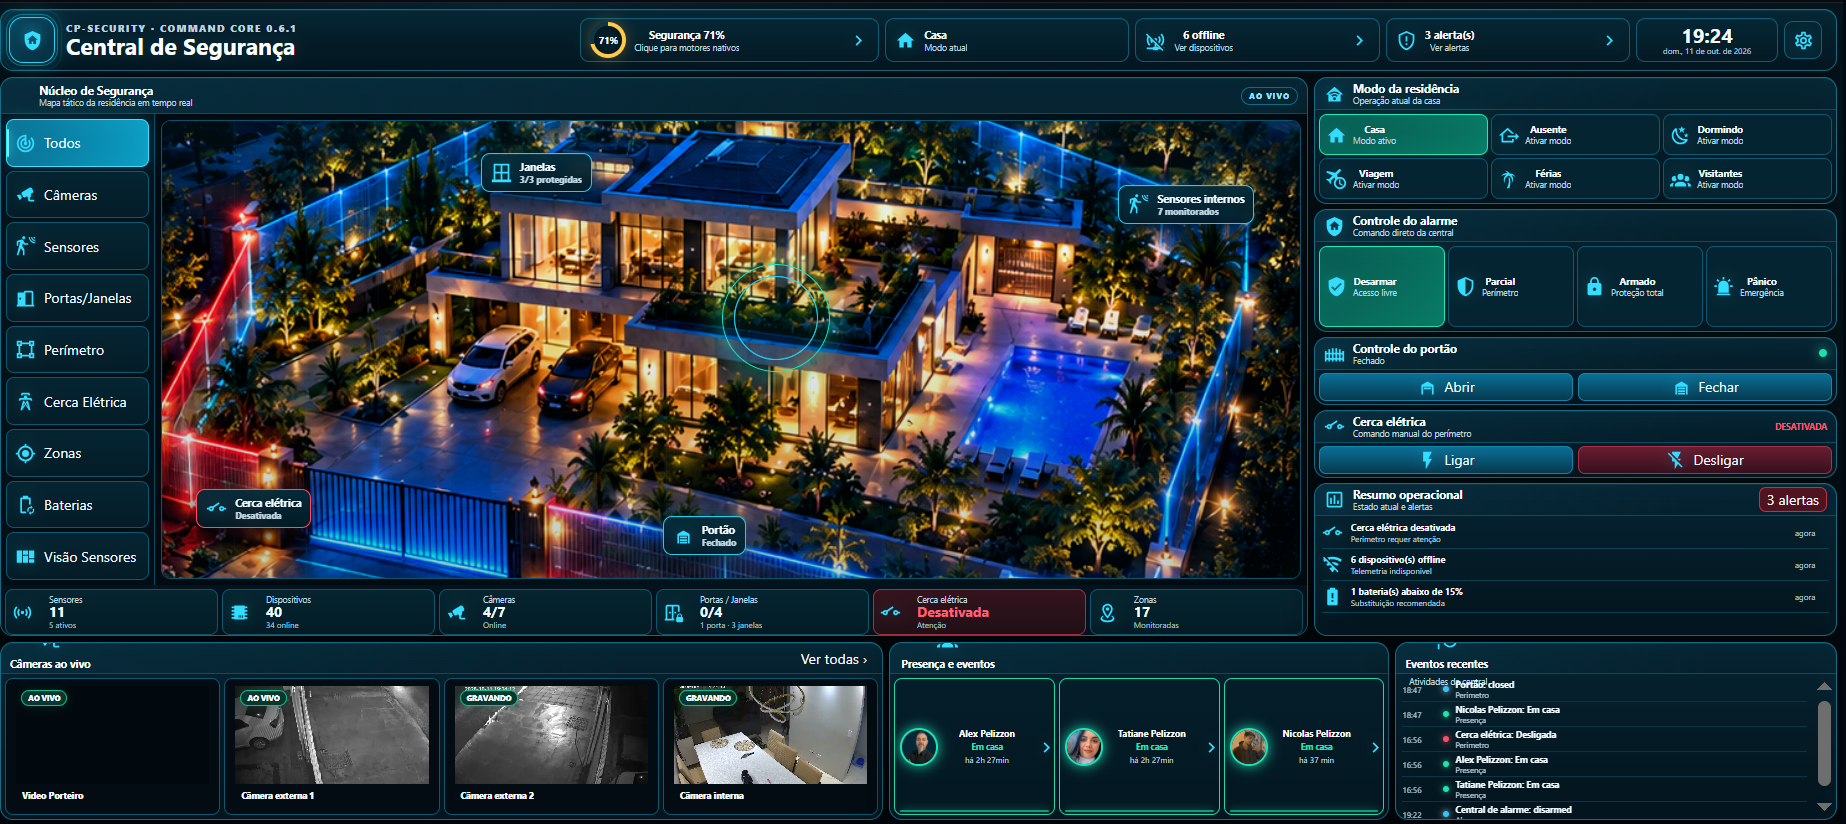 CP-SECURITY · COMMAND CORE 0.6.1
Central de Segurança
71%
Segurança 71%
Clique para motores nativos
Casa
Modo atual
6 offline
Ver dispositivos
3 alerta(s)
Ver alertas
19:24
dom., 11 de out. de 2026
Núcleo de Segurança
Mapa tático da residência em tempo real
AO VIVO
Todos
Câmeras
Sensores
Portas/Janelas
Perímetro
Cerca Elétrica
Zonas
Baterias
Visão Sensores
Janelas
3/3 protegidas
Sensores internos
7 monitorados
Cerca elétrica
Desativada
Portão
Fechado
Sensores
11
5 ativos
Dispositivos
40
34 online
Câmeras
4/7
Online
Portas / Janelas
0/4
1 porta · 3 janelas
Cerca elétrica
Desativada
Atenção
Zonas
17
Monitoradas
Modo da residência
Operação atual da casa
Casa
Modo ativo
Ausente
Ativar modo
Dormindo
Ativar modo
Viagem
Ativar modo
Férias
Ativar modo
Visitantes
Ativar modo
Controle do alarme
Comando direto da central
Desarmar
Acesso livre
Parcial
Perímetro
Armado
Proteção total
Pânico
Emergência
Controle do portão
Fechado
Abrir
Fechar
Cerca elétrica
Comando manual do perímetro
DESATIVADA
Ligar
Desligar
Resumo operacional
Estado atual e alertas
3 alertas
Cerca elétrica desativada
Perímetro requer atenção
agora
6 dispositivo(s) offline
Telemetria indisponível
agora
1 bateria(s) abaixo de 15%
Substituição recomendada
agora
Câmeras ao vivo
Ver todas ›
AO VIVO
Video Porteiro
AO VIVO
Câmera externa 1
GRAVANDO
Câmera externa 2
GRAVANDO
Câmera interna
Presença e eventos
Alex Pelizzon
Em casa
há 2h 27min
Tatiane Pelizzon
Em casa
há 2h 27min
Nicolas Pelizzon
Em casa
há 37 min
Eventos recentes
Atividades da central
18:47
Portão: closed
Perímetro
18:47
Nicolas Pelizzon: Em casa
Presença
16:56
Cerca elétrica: Desligada
Perímetro
16:56
Alex Pelizzon: Em casa
Presença
16:56
Tatiane Pelizzon: Em casa
Presença
19:22
Central de alarme: disarmed